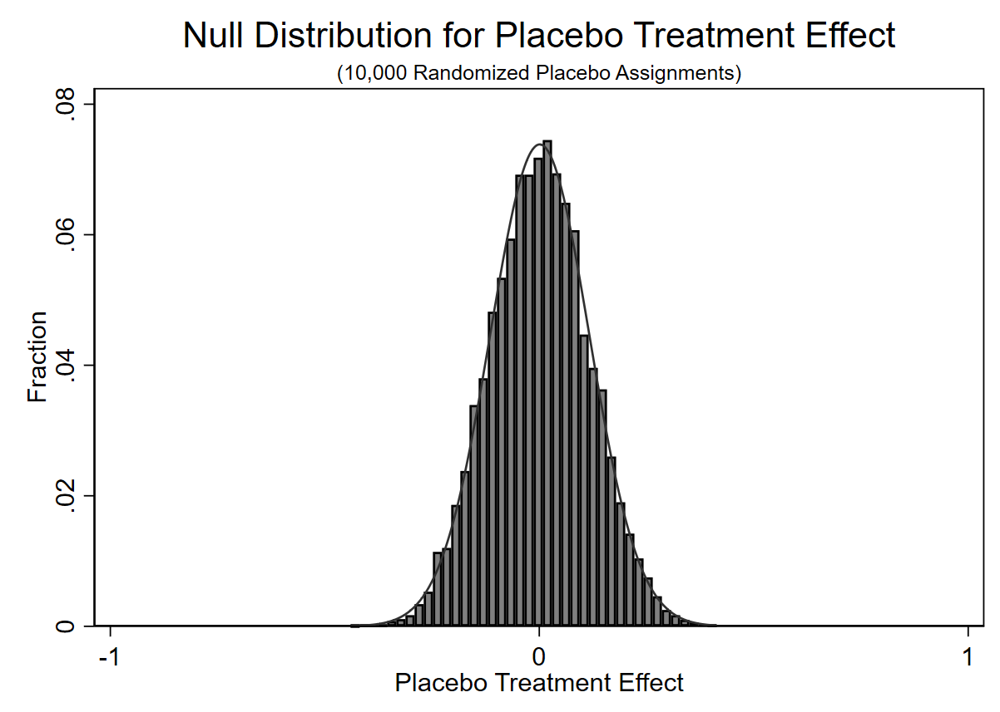 Null Distribution for Placebo Treatment Effect
(10,000 Randomized Placebo Assignments)
.08
.06
.04
.02
0
Fraction
-1
0
1
Placebo Treatment Effect